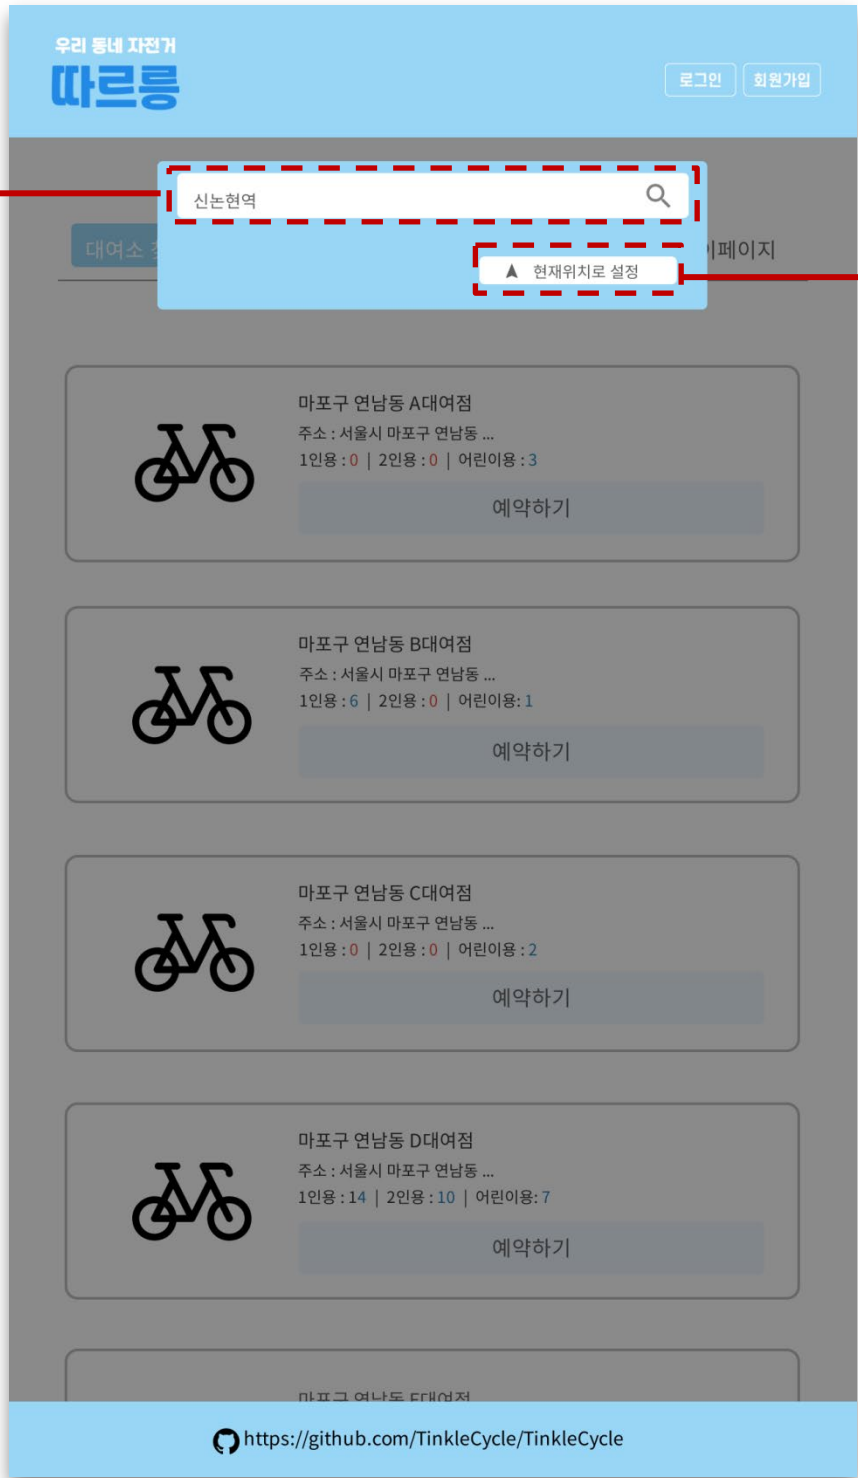 우리 동네 자전거
따르릉
로그인 회원가입
신논현역
대여소 이페이지
현재위치로 설정
마포구 연남동 A대여점
주소 : 서울시 마포구 연남동 ...
1인용 : 0 | 2인용 : 0 | 어린이용 : 3
예약하기
마포구 연남동 B대여점
주소 : 서울시 마포구 연남동 ...
1인용 : 6 | 2인용 : 0 | 어린이용: 1
예약하기
마포구 연남동 C대여점
주소 : 서울시 마포구 연남동 ...
1인용 : 0 | 2인용 : 0 | 어린이용 : 2
예약하기
마포구 연남동 D대여점
주소 : 서울시 마포구 연남동 ...
1인용 : 14 | 2인용 : 10 | 어린이용: 7
예약하기
마포구 연남동 E대여점
https://github.com/TinkleCycle/TinkleCycle